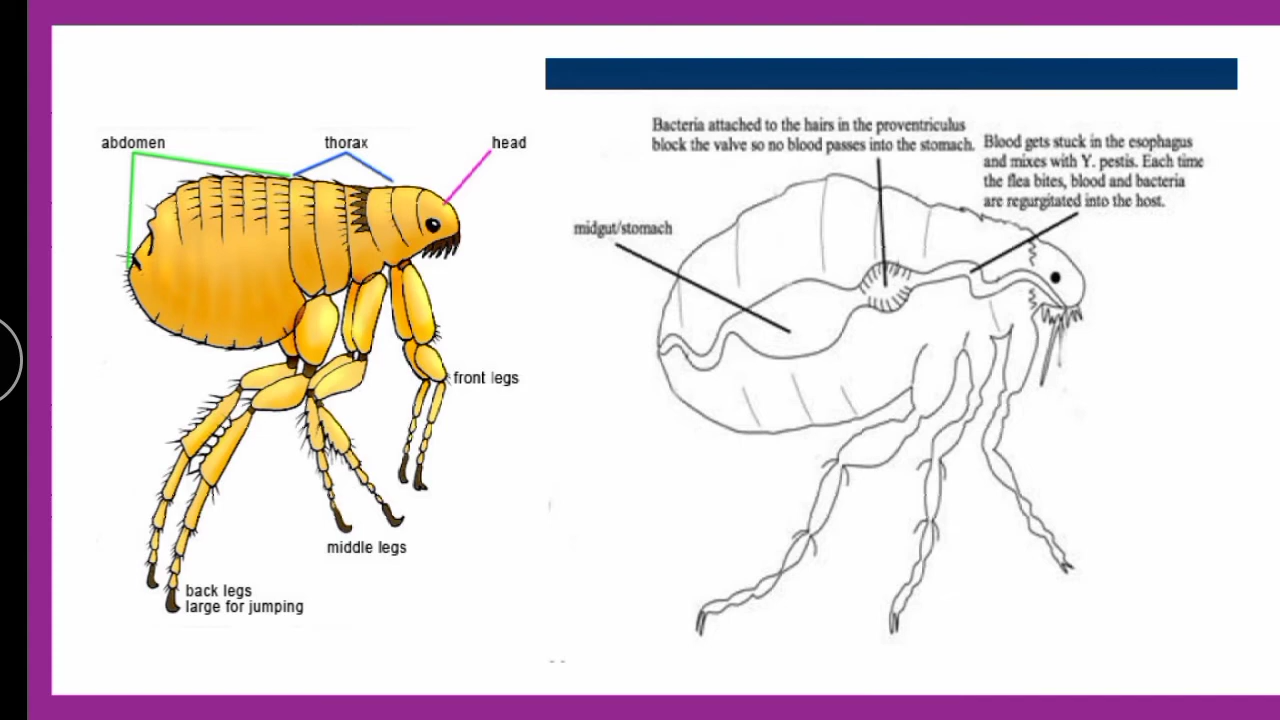 abdomen
thorax
head
front legs
middle legs
back legs
large for jumping
Bacteria attached to the hairs in the proventriculus
block the valve so no blood passes into the stomach.
Blood gets stuck in the esophagus
and mixes with Y. pestis. Each time
the flea bites, blood and bacteria
are regurgitated into the host.
midgut/stomach